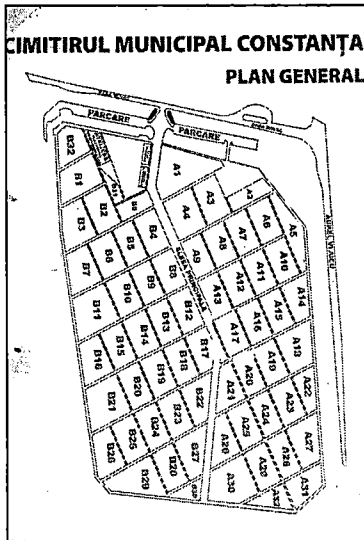 CIMITIRUL MUNICIPAL CONSTANȚA
PLAN GENERAL
PARCARE
PARCARE
B32
A1
B1
A2
A3
A4
A5
B2
B3
B4
B5
B6
A6
A7
A8
A9
A10
B7
B8
B9
B10
A11
A12
A13
A14
B11
B12
B13
B14
A15
A16
A17
A18
B15
B16
B17
B18
B19
A19
A20
A21
A22
B20
B21
B22
B23
A23
A24
A25
B24
B25
B26
B27
A26
A27
A28
A29
B28
B29
A30
A31
A32